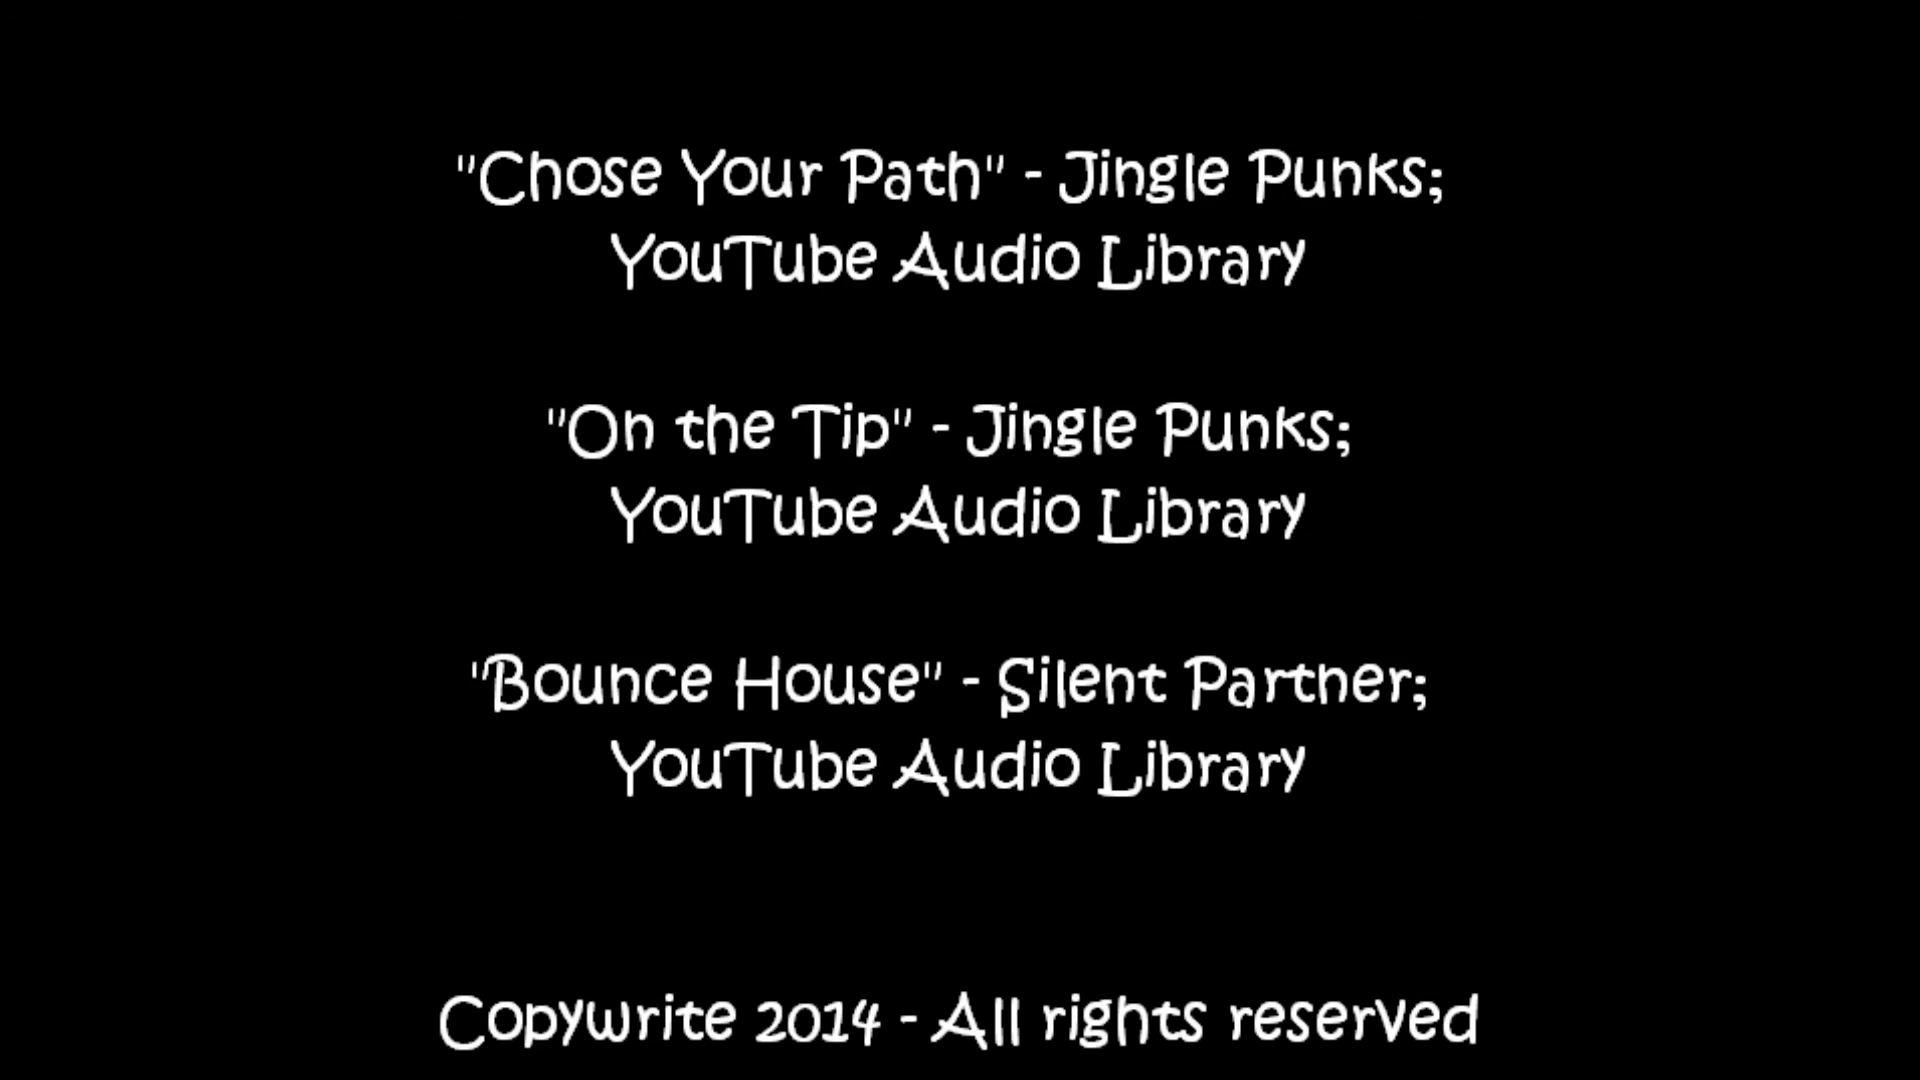 "Chose Your Path" - Jingle Punks;
YouTube Audio Library
"On the Tip" - Jingle Punks;
YouTube Audio Library
"Bounce House" - Silent Partner;
YouTube Audio Library
Copywrite 2014 - All rights reserved